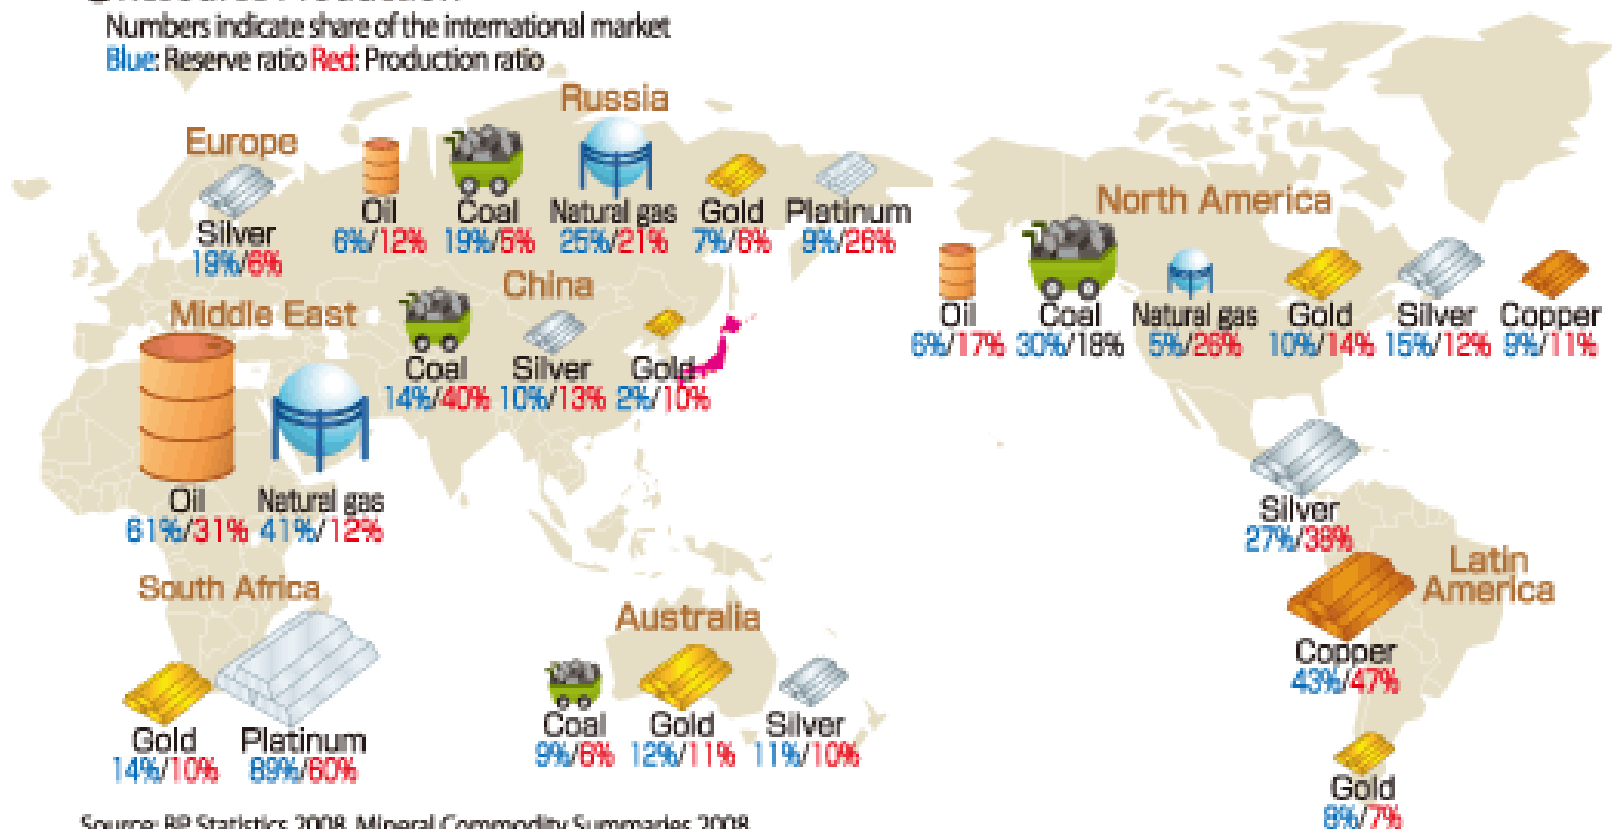 Numbers indicate share of the international market
Blue: Reserve ratio Red: Production ratio
Russia
Oil
6%/12%
Coal
19%/5%
Natural gas
25%/21%
Gold
7%/6%
Platinum
9%/26%
Europe
Silver
19%/6%
China
Coal
14%/40%
Silver
10%/13%
Gold
2%/10%
Middle East
Oil
61%/31%
Natural gas
41%/12%
North America
Oil
6%/17%
Coal
30%/18%
Natural gas
5%/26%
Gold
10%/14%
Silver
15%/12%
Copper
9%/11%
South Africa
Gold
14%/10%
Platinum
89%/60%
Australia
Coal
9%/6%
Gold
12%/11%
Silver
11%/10%
Latin
America
Silver
27%/38%
Copper
43%/47%
Gold
8%/7%
Source: BP Statistics 2008, Mineral Commodity Summaries 2008